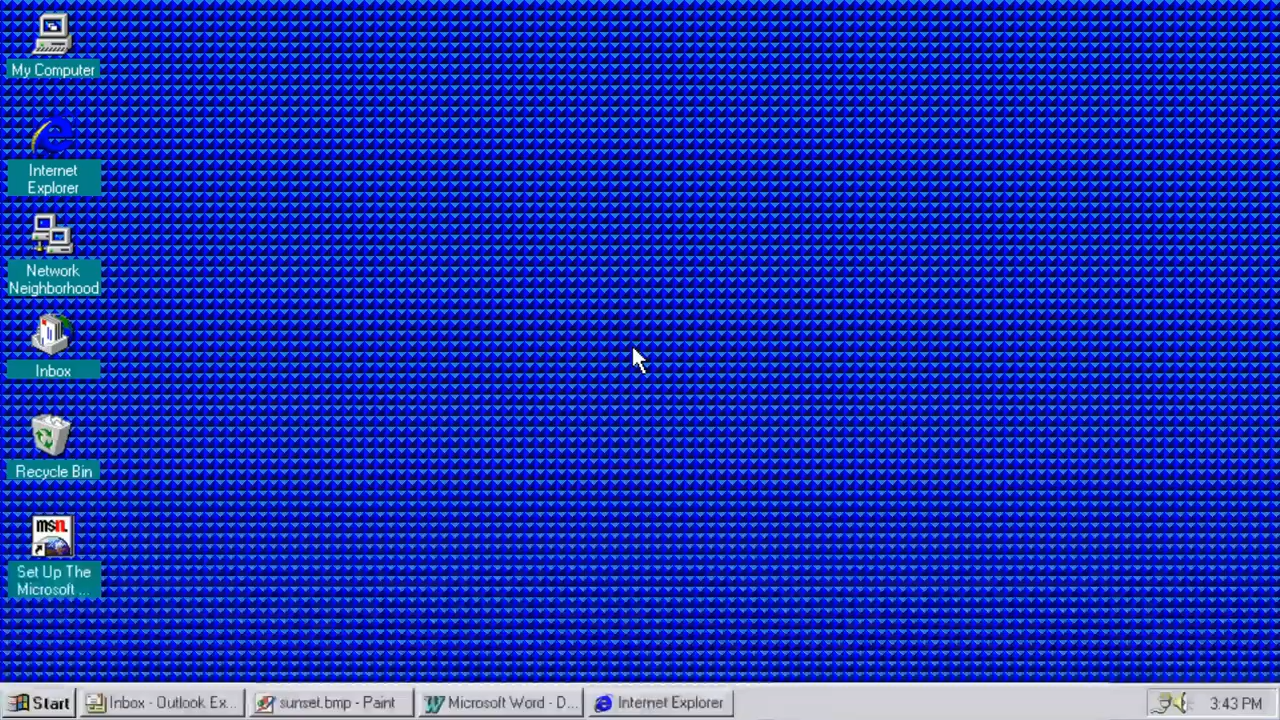 My Computer
Internet
Explorer
Network
Neighborhood
Inbox
Recycle Bin
msn.
Set Up The
Microsoft ...
Start
Inbox - Outlook Ex...
sunset.bmp - Paint
Microsoft Word - D...
Internet Explorer
3:43 PM